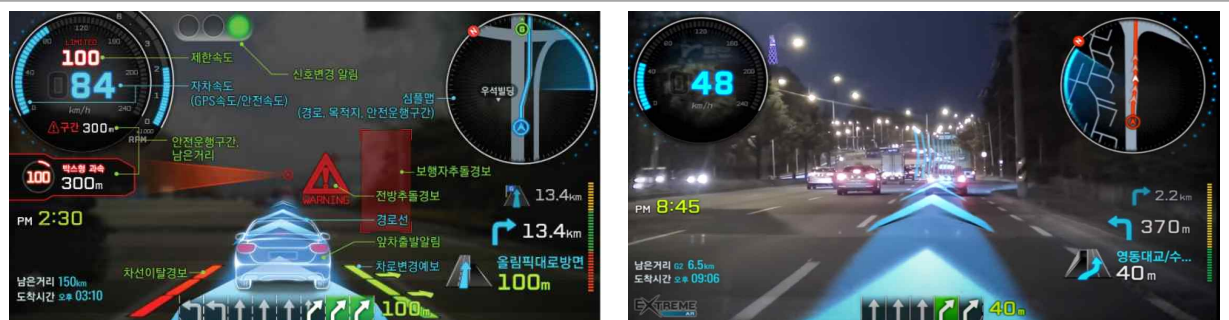 LIMITED
100
84
km/h
구간 300m
x1000
RPM
100
박스형 과속
300m
PM 2:30
차선이탈경보
남은거리 150km
도착시간 오후 03:10
제한속도
자차속도
(GPS속도/안전속도)
안전운행구간,
남은거리
신호변경 알림
심플맵
(경로, 목적지, 안전운행구간)
우석빌딩
N
WARNING
보행자추돌경보
전방추돌경보
경로선
앞차출발알림
차로변경예보
100m
13.4km
13.4km
올림픽대로방면
100m
48
km/h
PM 8:45
남은거리 G2 6.5km
도착시간 오후 09:06
EXTREME
AR
40m
N
2.2km
370m
영동대교/수...
40m